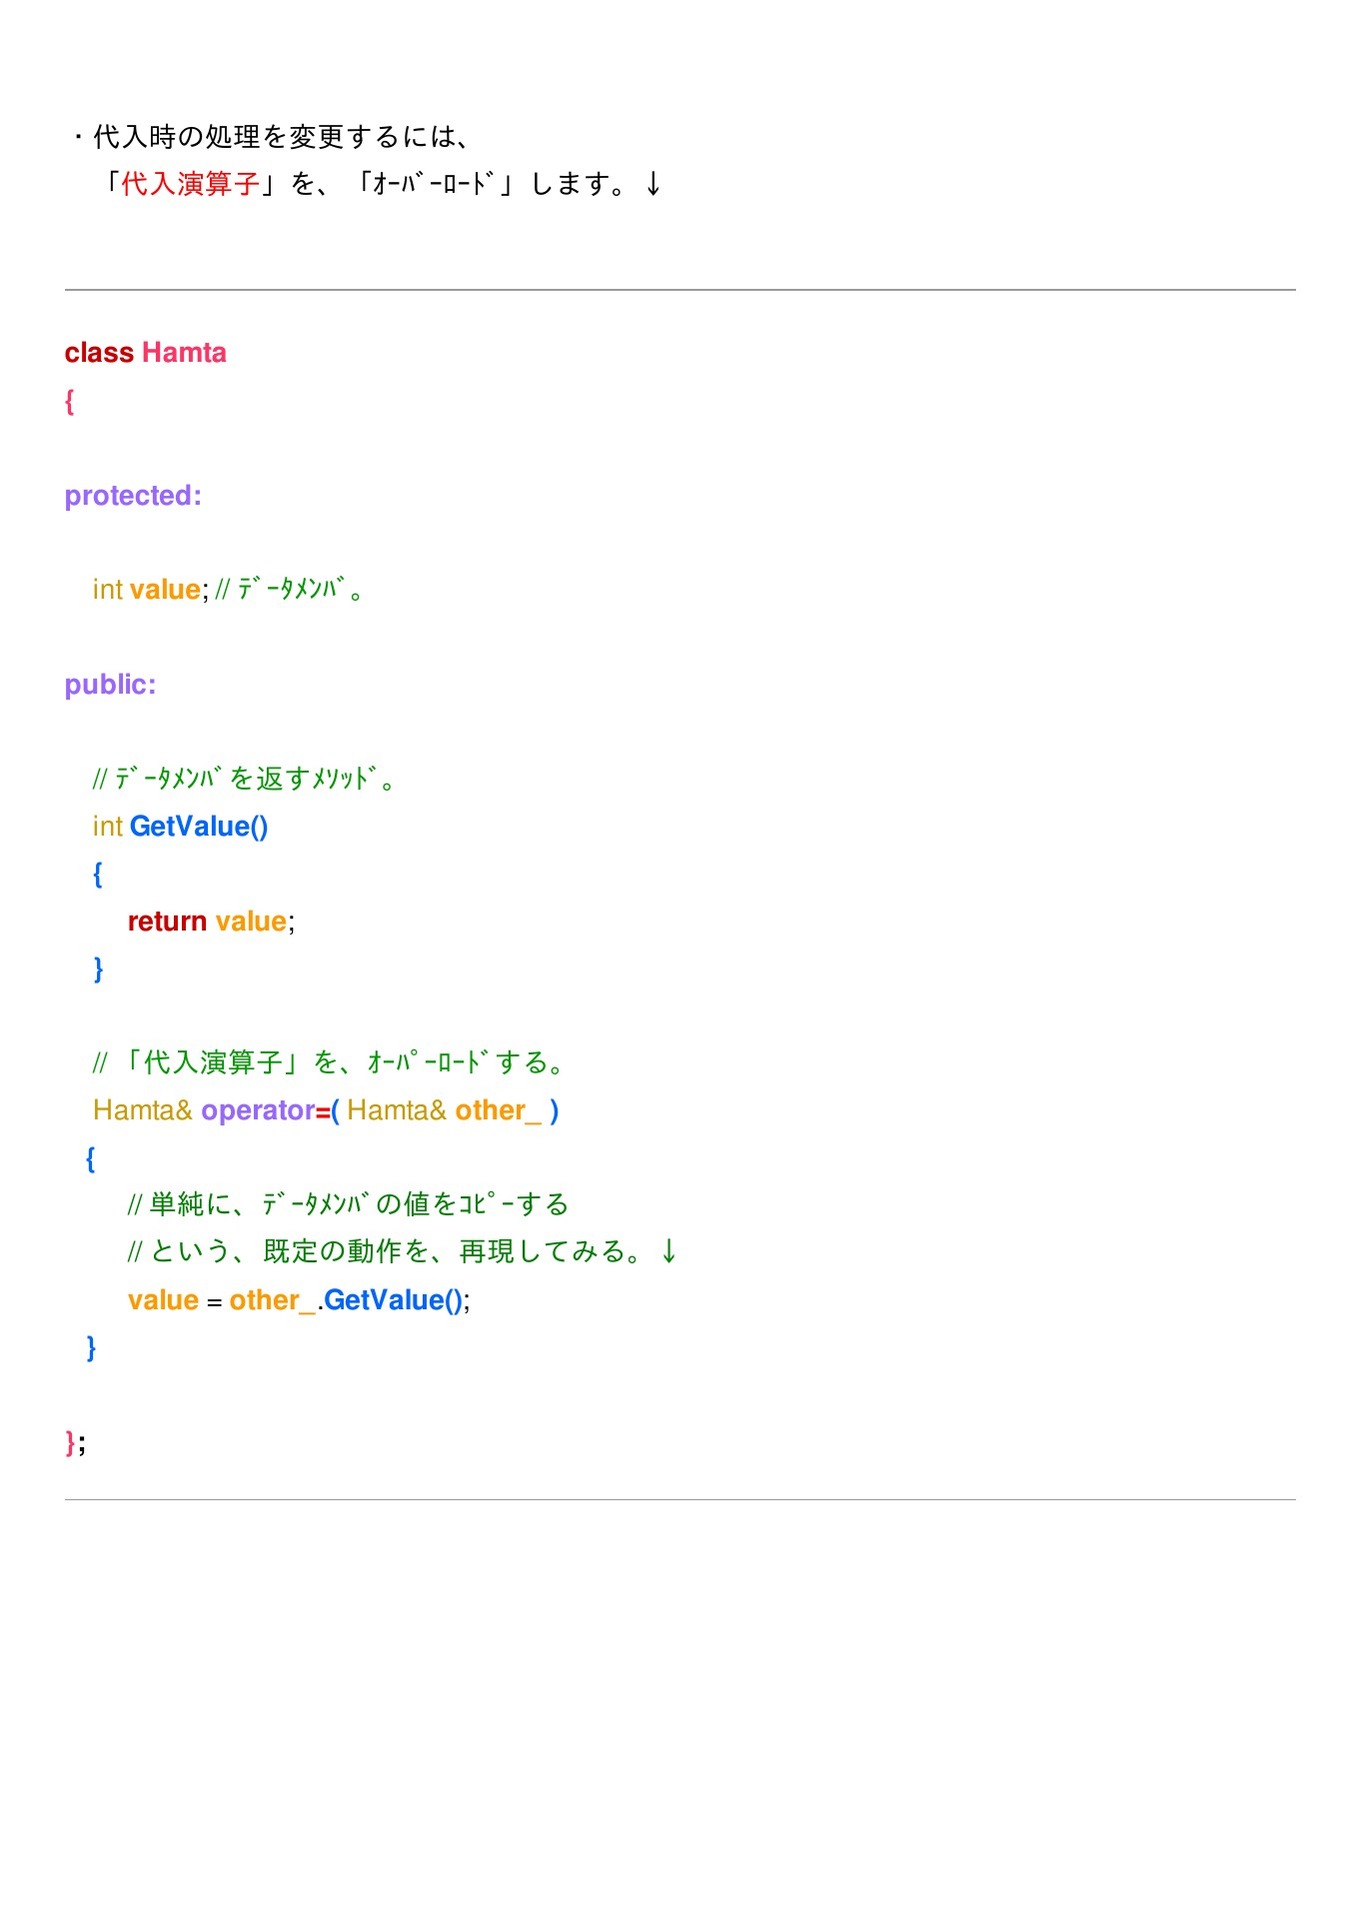 ・代入時の処理を変更するには、
「代入演算子」を、「ｵｰﾊﾞｰﾛｰﾄﾞ」します。↓
class Hamta
{
protected:
int value; // ﾃﾞｰﾀﾒﾝﾊﾞ。
public:
// ﾃﾞｰﾀﾒﾝﾊﾞを返すﾒｿｯﾄﾞ。
int GetValue()
{
return value;
}
// 「代入演算子」を、ｵｰﾊﾟｰﾛｰﾄﾞする。
Hamta& operator=( Hamta& other_ )
{
// 単純に、ﾃﾞｰﾀﾒﾝﾊﾞの値をｺﾋﾟｰする
// という、既定の動作を、再現してみる。↓
value = other_.GetValue();
}
};